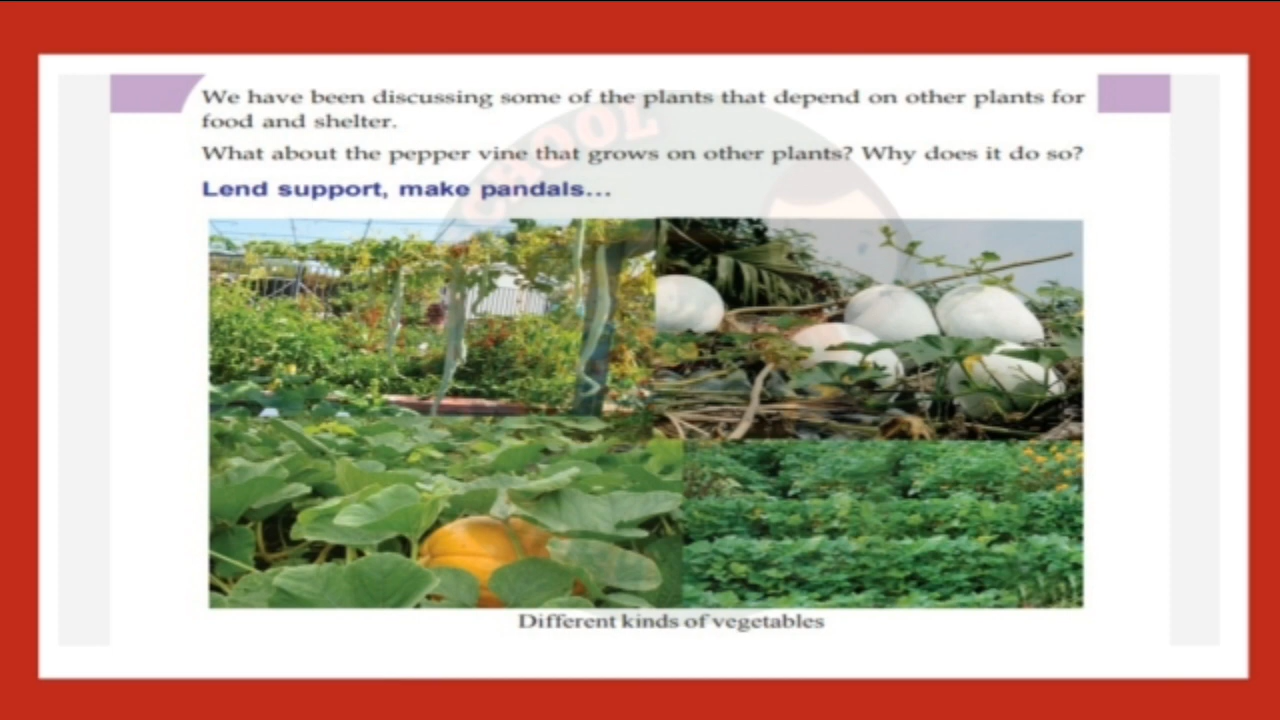 We have been discussing some of the plants that depend on other plants for
food and shelter.
What about the pepper vine that grows on other plants? Why does it do so?
Lend support, make pandals...
Different kinds of vegetables